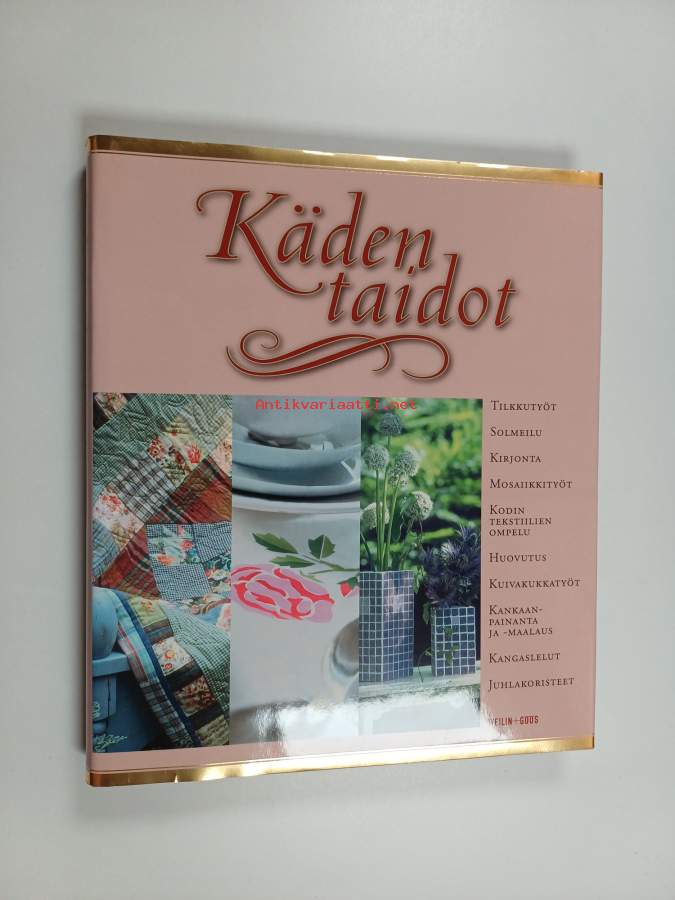 Käden
taidot
Antikvariaatti.net
TILKKUTYÖT
SOLMEILU
KIRJONTA
MOSAIIKKITYÖT
KODIN
TEKSTIILIEN
OMPELU
HUOVUTUS
KUIVAKUKKATYÖT
KANKAAN-
PAINANTA
JA -MAALAUS
KANGASLELUT
JUHLAKORISTEET
WEILIN+GÖÖS